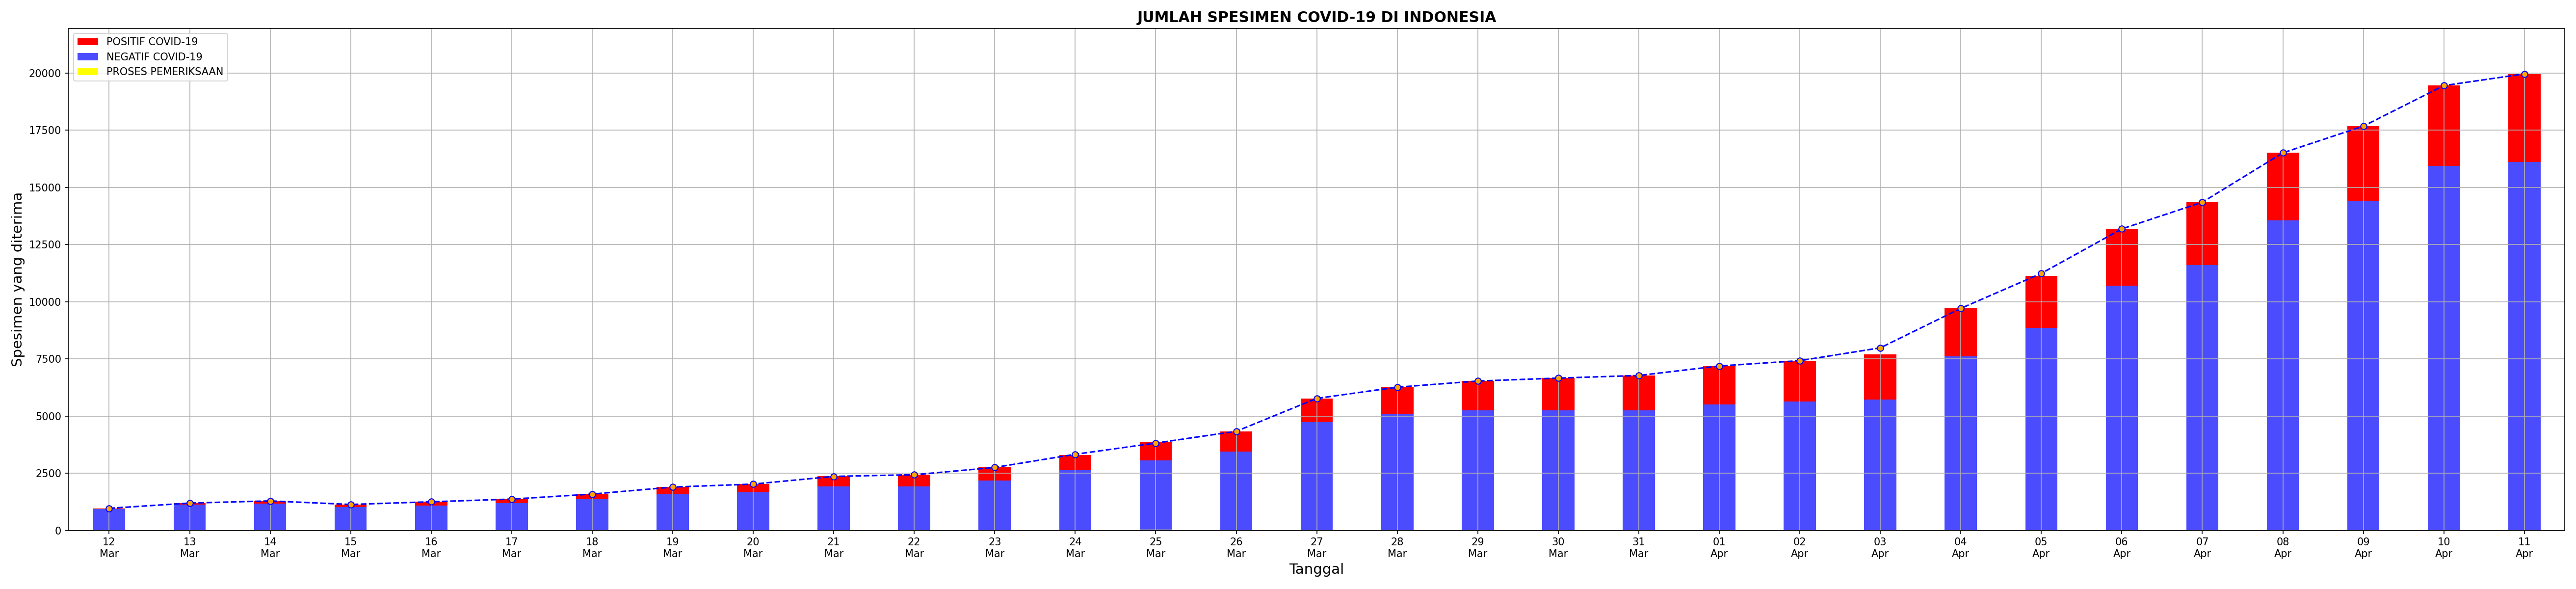 JUMLAH SPESIMEN COVID-19 DI INDONESIA
POSITIF COVID-19
NEGATIF COVID-19
PROSES PEMERIKSAAN
Spesimen yang diterima
20000
17500
15000
12500
10000
7500
5000
2500
0
12 13 14 15 16 17 18 19 20 21 22 23 24 25 26 27 28 29 30 31 01 02 03 04 05 06 07 08 09 10 11
Mar Mar Mar Mar Mar Mar Mar Mar Mar Mar Mar Mar Mar Mar Mar Mar Mar Mar Mar Mar Apr Apr Apr Apr Apr Apr Apr Apr Apr Apr Apr
Tanggal